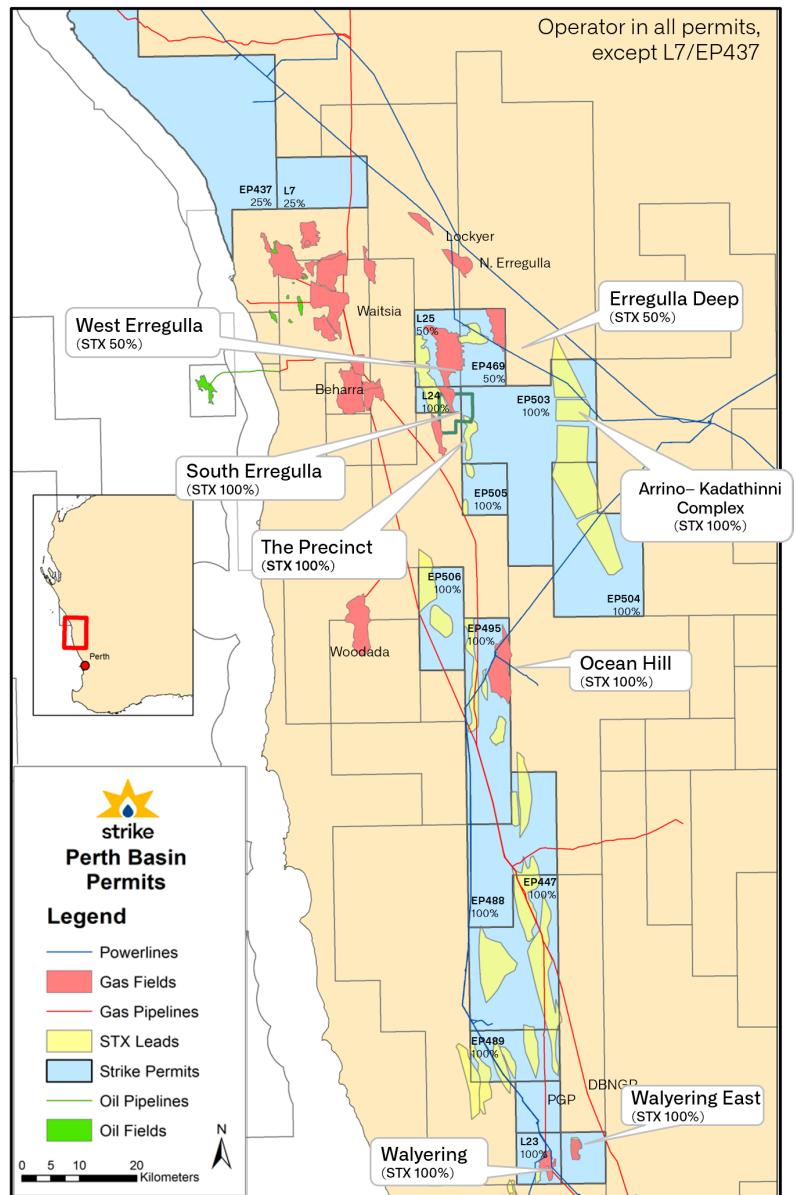 Operator in all permits,
except L7/EP437
EP437
25%
L7
25%
Lockyer
N. Erregulla
Waitsia
Erregulla Deep
(STX 50%)
West Erregulla
(STX 50%)
L25
50%
EP469
50%
Beharra
L24
100%
EP503
100%
South Erregulla
(STX 100%)
EP505
100%
Arrino– Kadathinni
Complex
(STX 100%)
The Precinct
(STX 100%)
EP506
100%
EP504
100%
EP495
100%
Woodada
Ocean Hill
(STX 100%)
Perth
strike
Perth Basin
Permits
Legend
Powerlines
Gas Fields
Gas Pipelines
STX Leads
Strike Permits
Oil Pipelines
Oil Fields
N
0 5 10 20
Kilometers
EP447
100%
EP488
100%
EP489
100%
DBNGP
PGP
Walyering East
(STX 100%)
L23
100%
Walyering
(STX 100%)